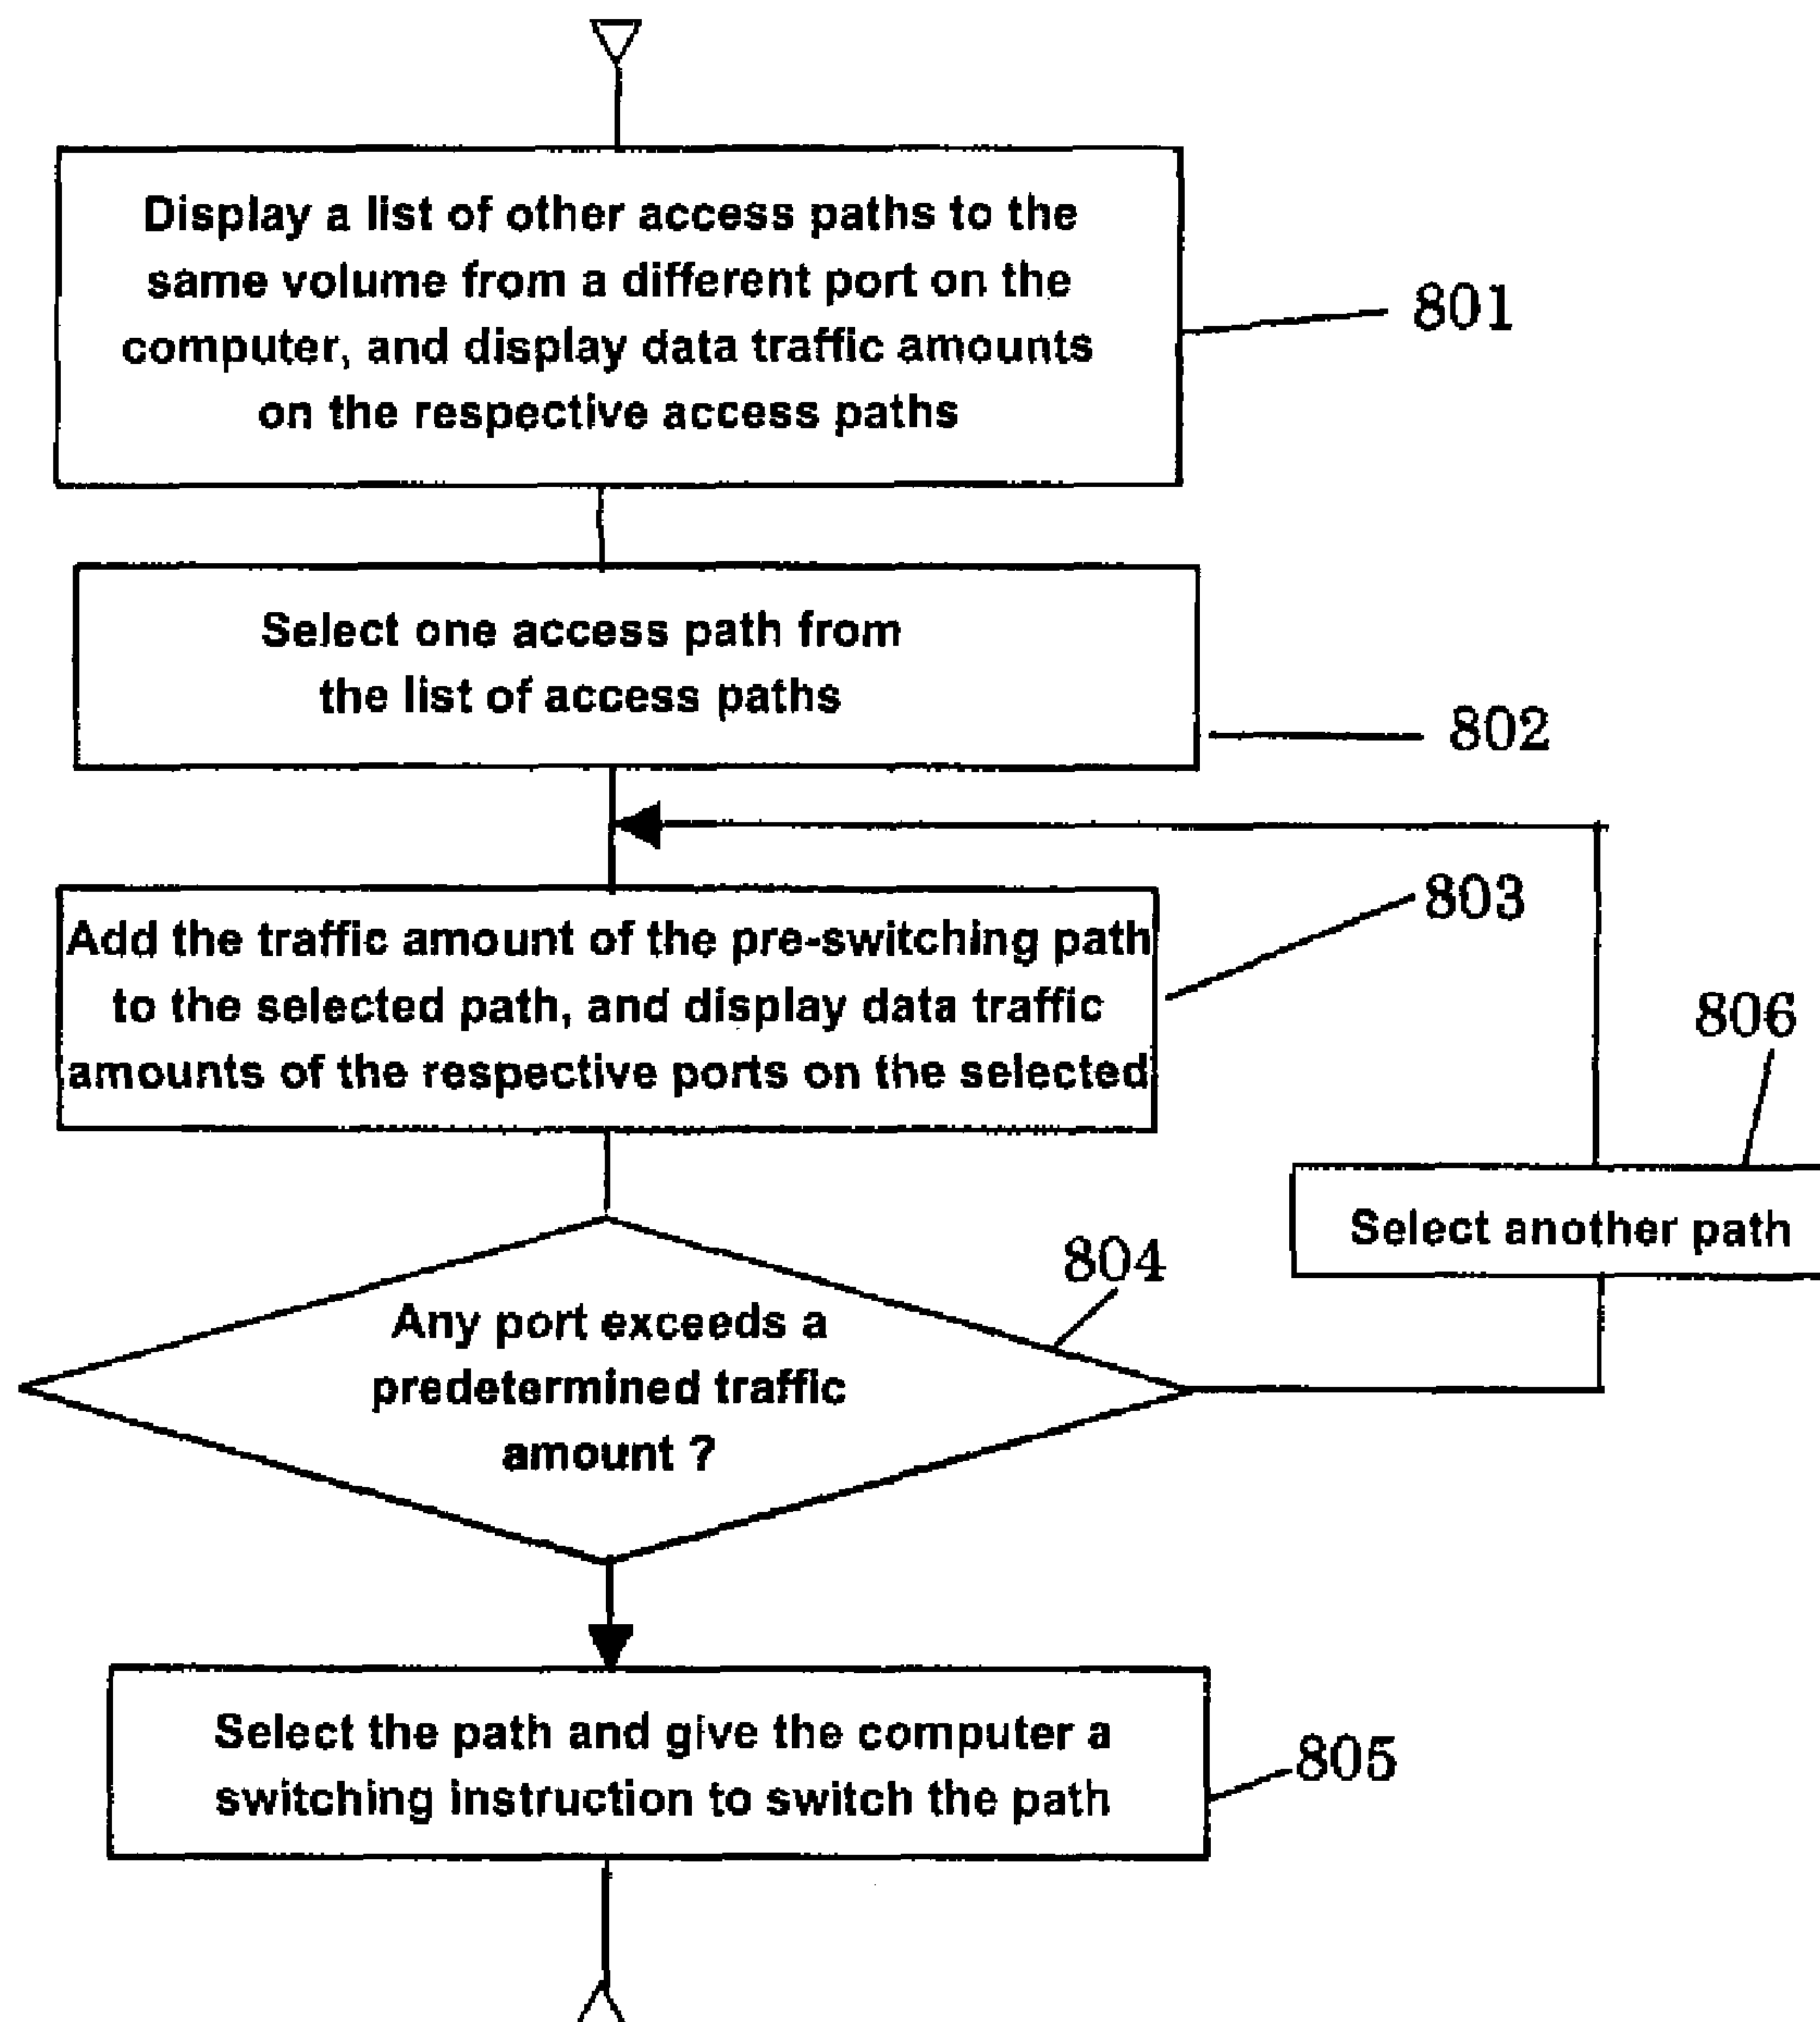 Display a list of other access paths to the
same volume from a different port on the
computer, and display data traffic amounts
on the respective access paths
801
Select one access path from
the list of access paths
802
Add the traffic amount of the pre-switching path
to the selected path, and display data traffic
amounts of the respective ports on the selected
803
806
Select another path
804
Any port exceeds a
predetermined traffic
amount ?
Select the path and give the computer a
switching instruction to switch the path
805